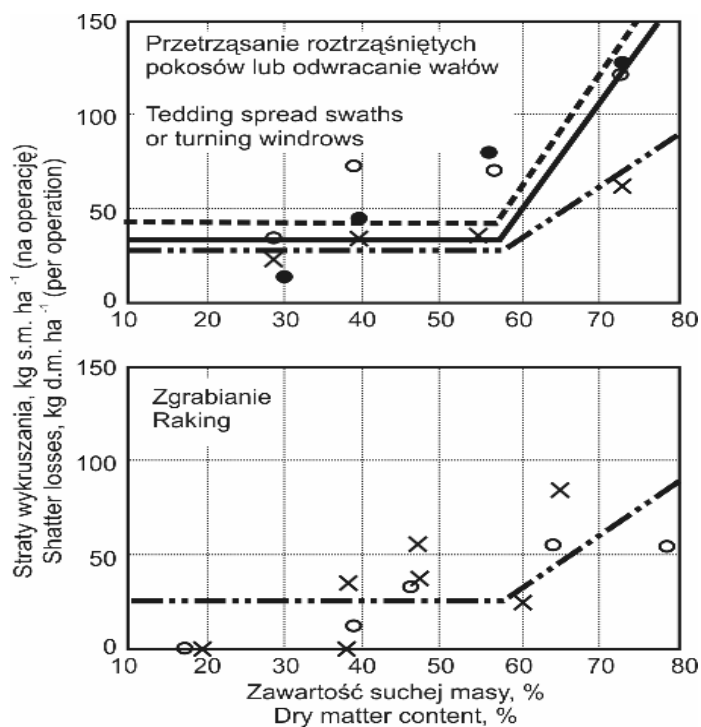 150
Przetrząsanie roztrząśniętych
pokosów lub odwracanie wałów
100
Tedding spread swaths
or turning windrows
50
0
10 20 30 40 50 60 70 80
Straty wykruszania, kg s.m. ha -1 (na operację)
Shatter losses, kg d.m. ha -1 (per operation)
150
Zgrabianie
Raking
100
50
0
10 20 30 40 50 60 70 80
Zawartość suchej masy, %
Dry matter content, %